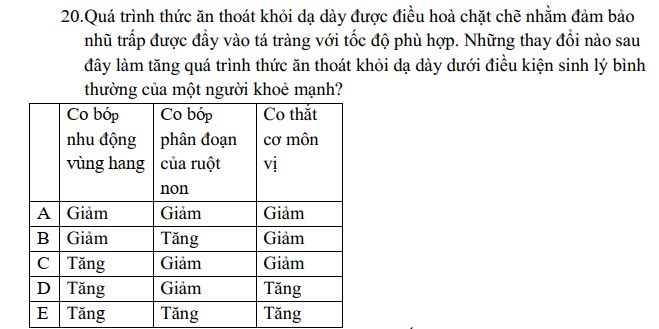 20.Quá trình thức ăn thoát khỏi dạ dày được điều hoà chặt chẽ nhằm đảm bảo
nhũ trấp được đẩy vào tá tràng với tốc độ phù hợp. Những thay đổi nào sau
đây làm tăng quá trình thức ăn thoát khỏi dạ dày dưới điều kiện sinh lý bình
thường của một người khoẻ mạnh?
Co bóp Co bóp Co thắt
nhu động phân đoạn cơ môn
vùng hang của ruột vị
non
A Giảm Giảm Giảm
B Giảm Tăng Giảm
C Tăng Giảm Giảm
D Tăng Giảm Tăng
E Tăng Tăng Tăng